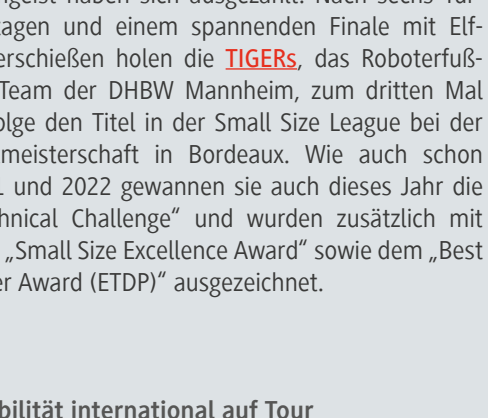 ngeist haben sich ausgezahlt. Nach sechs Tur-
tagen und einem spannenden Finale mit Elf-
erschießen holen die TIGERs, das Roboterfuß-
Team der DHBW Mannheim, zum dritten Mal
olge den Titel in der Small Size League bei der
meisterschaft in Bordeaux. Wie auch schon
und 2022 gewannen sie auch dieses Jahr die
hnical Challenge“ und wurden zusätzlich mit
„Small Size Excellence Award“ sowie dem „Best
er Award (ETDP)“ ausgezeichnet.
bilität international auf Tour